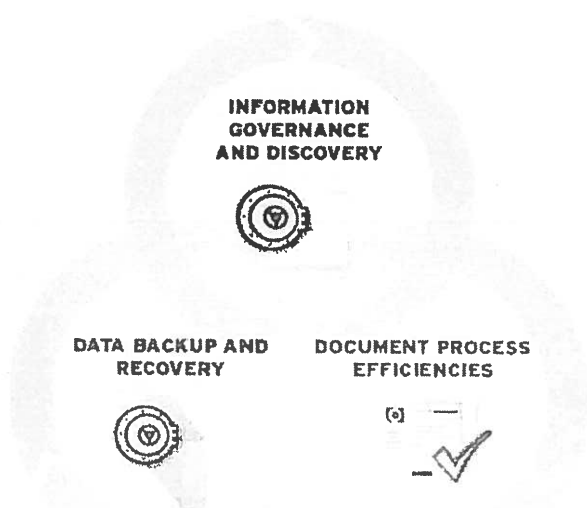 INFORMATION
GOVERNANCE
AND DISCOVERY
DATA BACKUP AND
RECOVERY
DOCUMENT PROCESS
EFFICIENCIES